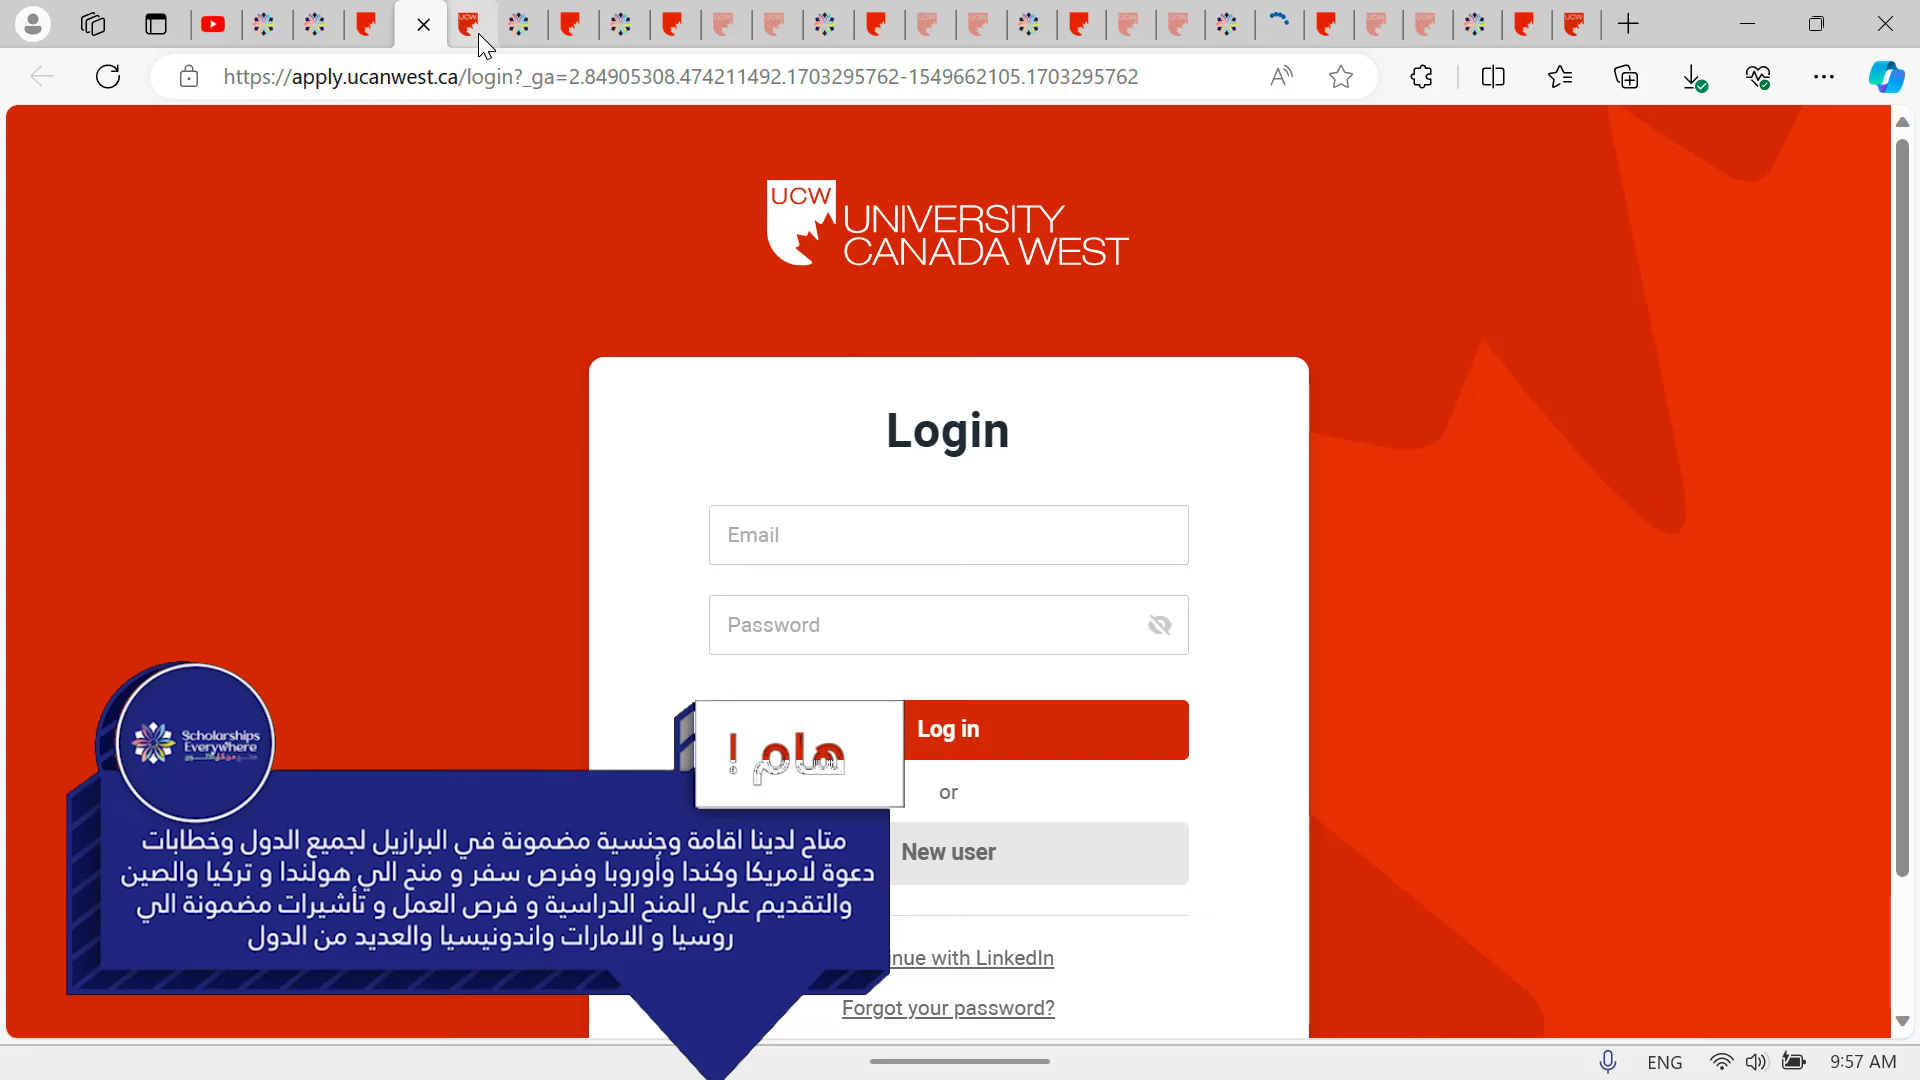 https://apply.ucanwest.ca/login?_ga=2.84905308.474211492.1703295762-1549662105.1703295762
UCW
UNIVERSITY
CANADA WEST
Login
Email
Password
Log in
هام !
or
New user
Scholarships
Everywhere
متاح لدينا اقامة وجنسية مضمونة في البرازيل لجميع الدول وخطابات
دعوة لامريكا وكندا وأوروبا وفرص سفر و منح الي هولندا و تركيا والصين
والتقديم علي المنح الدراسية و فرص العمل و تأشيرات مضمونة الي
روسيا و الامارات واندونيسيا والعديد من الدول
nue with LinkedIn
Forgot your password?
ENG
9:57 AM